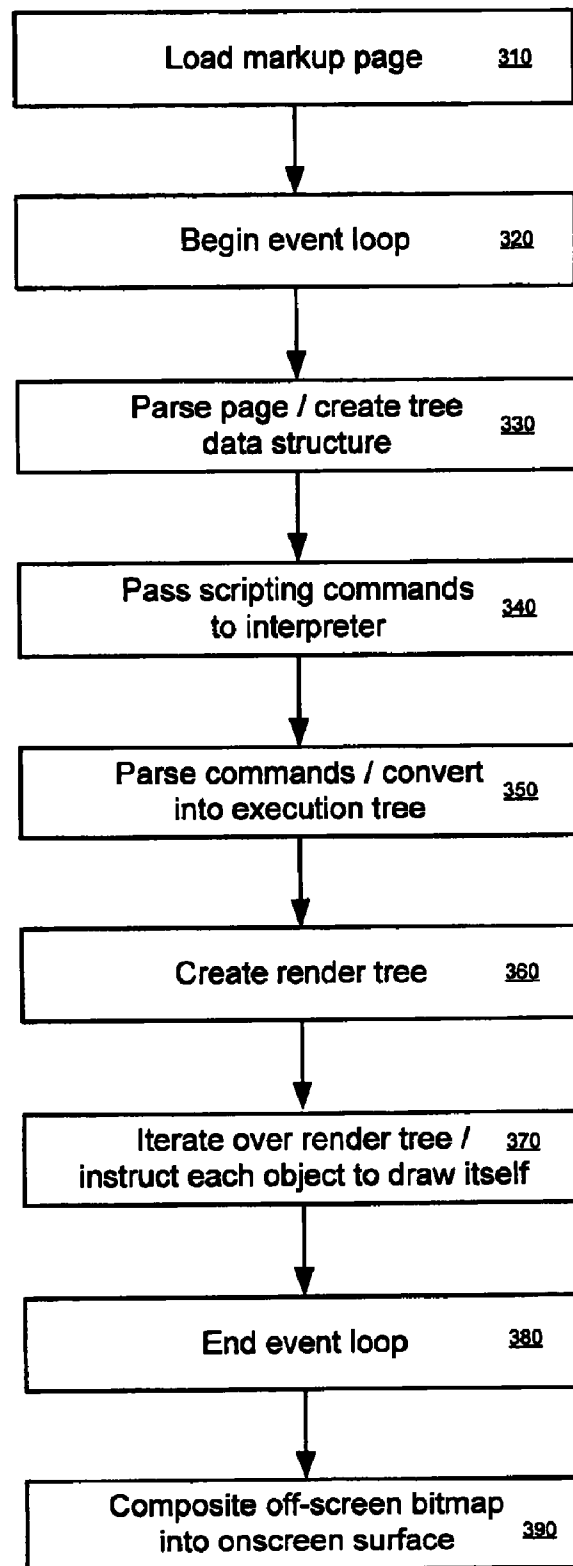 Load markup page 310
Begin event loop 320
Parse page / create tree
data structure 330
Pass scripting commands
to interpreter 340
Parse commands / convert
into execution tree 350
Create render tree 360
Iterate over render tree / 370
instruct each object to draw itself
End event loop 380
Composite off-screen bitmap
into onscreen surface 390